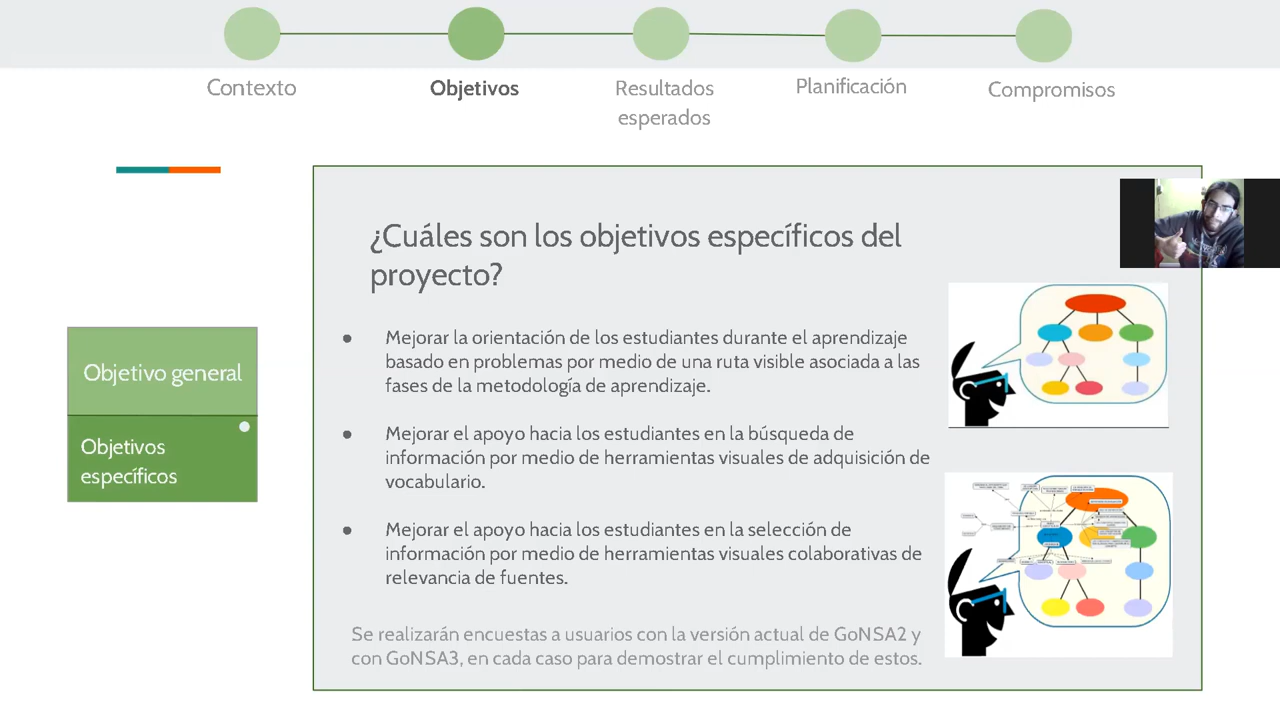 Contexto
Objetivos
Resultados
esperados
Planificación
Compromisos
¿Cuáles son los objetivos específicos del
proyecto?
Objetivo general
Objetivos
específicos
● Mejorar la orientación de los estudiantes durante el aprendizaje
basado en problemas por medio de una ruta visible asociada a las
fases de la metodología de aprendizaje.
● Mejorar el apoyo hacia los estudiantes en la búsqueda de
información por medio de herramientas visuales de adquisición de
vocabulario.
● Mejorar el apoyo hacia los estudiantes en la selección de
información por medio de herramientas visuales colaborativas de
relevancia de fuentes.
Se realizarán encuestas a usuarios con la versión actual de GoNSA2 y
con GoNSA3, en cada caso para demostrar el cumplimiento de estos.